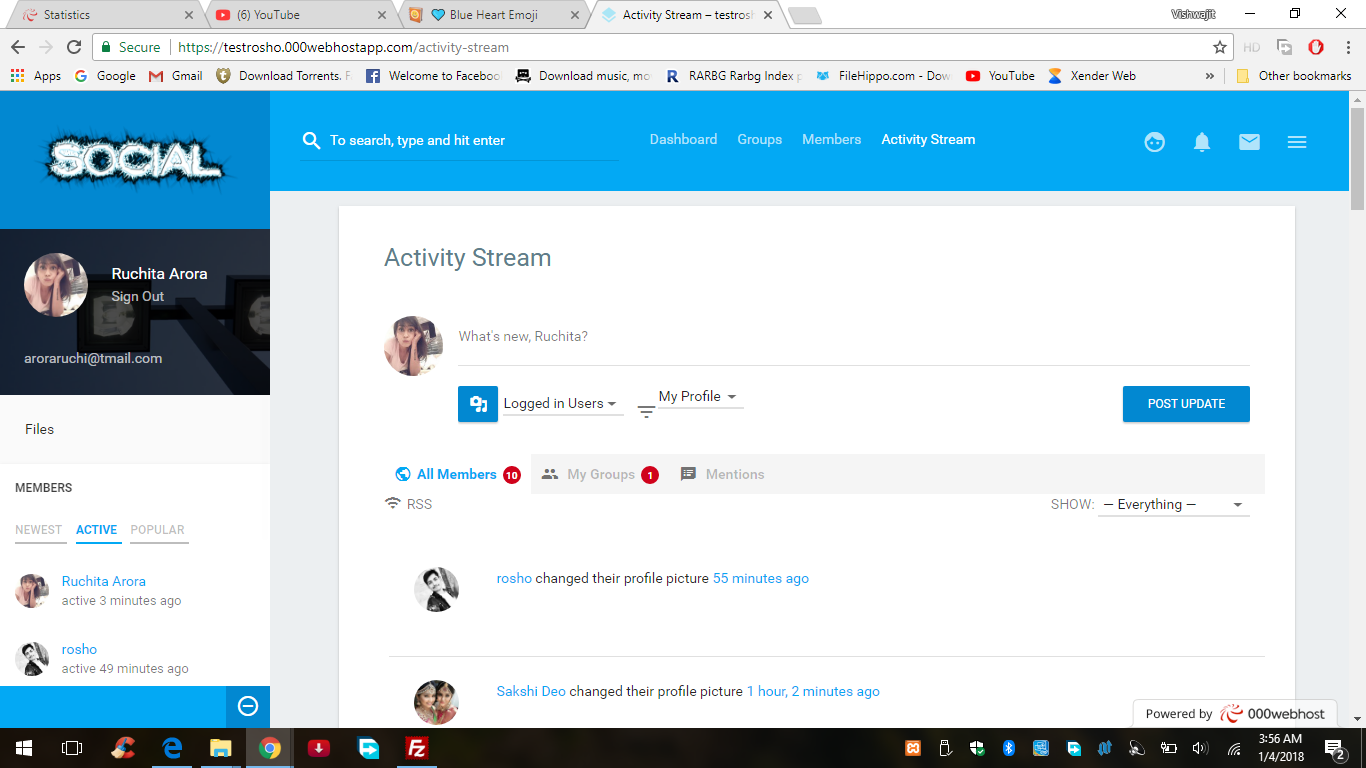 Statistics
(6) YouTube
Blue Heart Emoji
Activity Stream – testros
Vishwajit
Secure
https://testrosho.000webhostapp.com/activity-stream
HD
Apps
Google
Gmail
Download Torrents. F
Welcome to Faceboo
Download music, mo
RARBG Rarbg Index p
FileHippo.com - Dow
YouTube
Xender Web
»
Other bookmarks
SOCIAL
To search, type and hit enter
Dashboard
Groups
Members
Activity Stream
Ruchita Arora
Sign Out
aroraruchi@tmail.com
Files
MEMBERS
NEWEST
ACTIVE
POPULAR
Ruchita Arora
active 3 minutes ago
rosho
active 49 minutes ago
Activity Stream
What's new, Ruchita?
Logged in Users
My Profile
POST UPDATE
All Members 10
My Groups 1
Mentions
RSS
SHOW: — Everything —
rosho changed their profile picture 55 minutes ago
Sakshi Deo changed their profile picture 1 hour, 2 minutes ago
Powered by 000webhost
3:56 AM
1/4/2018
2